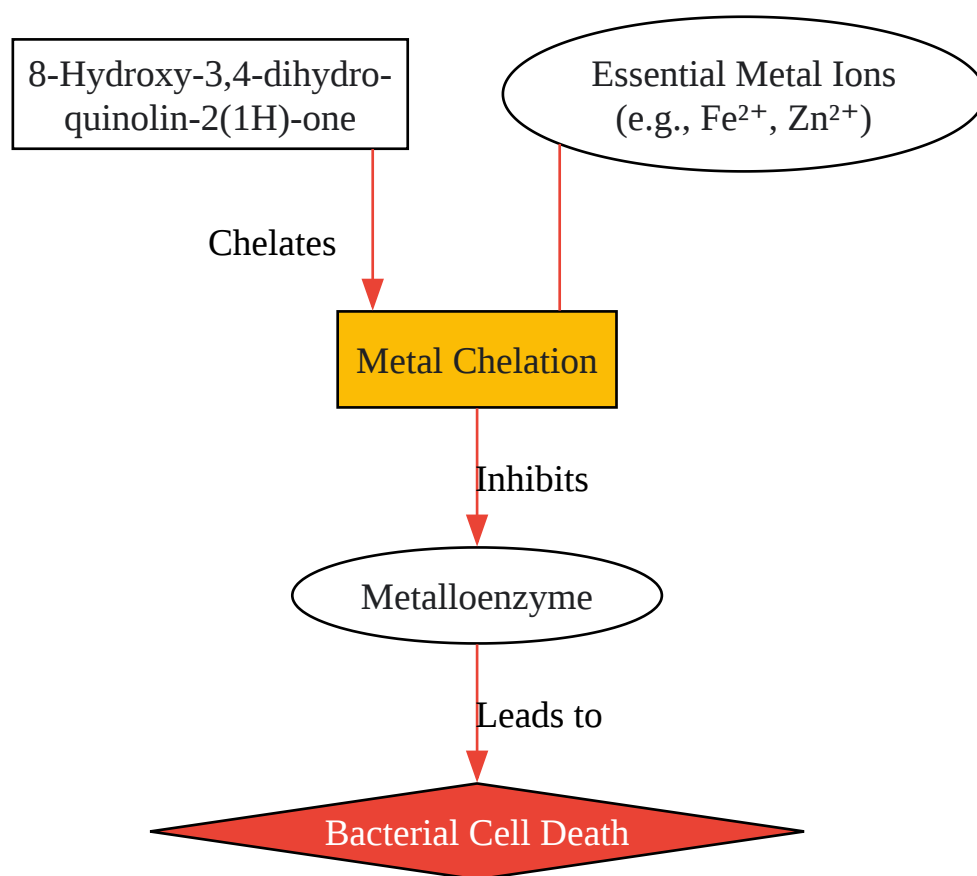 8-Hydroxy-3,4-dihydro-
quinolin-2(1H)-one
Essential Metal Ions
(e.g., Fe²⁺, Zn²⁺)
Chelates
Metal Chelation
Inhibits
Metalloenzyme
Leads to
Bacterial Cell Death